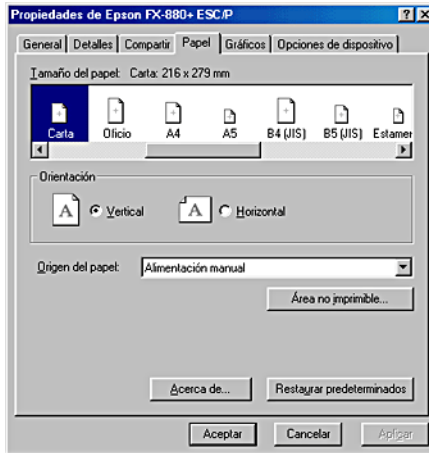 Propiedades de Epson FX-880+ ESC/P
General Detalles Compartir Papel Gráficos Opciones de dispositivo
Tamaño del papel: Carta: 216 x 279 mm
Carta Oficio A4 A5 B4 (JIS) B5 (JIS) Estamen
Orientación
A Vertical A Horizontal
Origen del papel: Alimentación manual
Área no imprimible...
Acerca de... Restaurar predeterminados
Aceptar Cancelar Aplicar